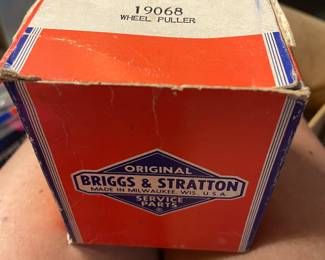 19068
WHEEL PULLER
ORIGINAL
BRIGGS & STRATTON
MADE IN MILWAUKEE, WIS. U.S.A.
SERVICE
PARTS
®